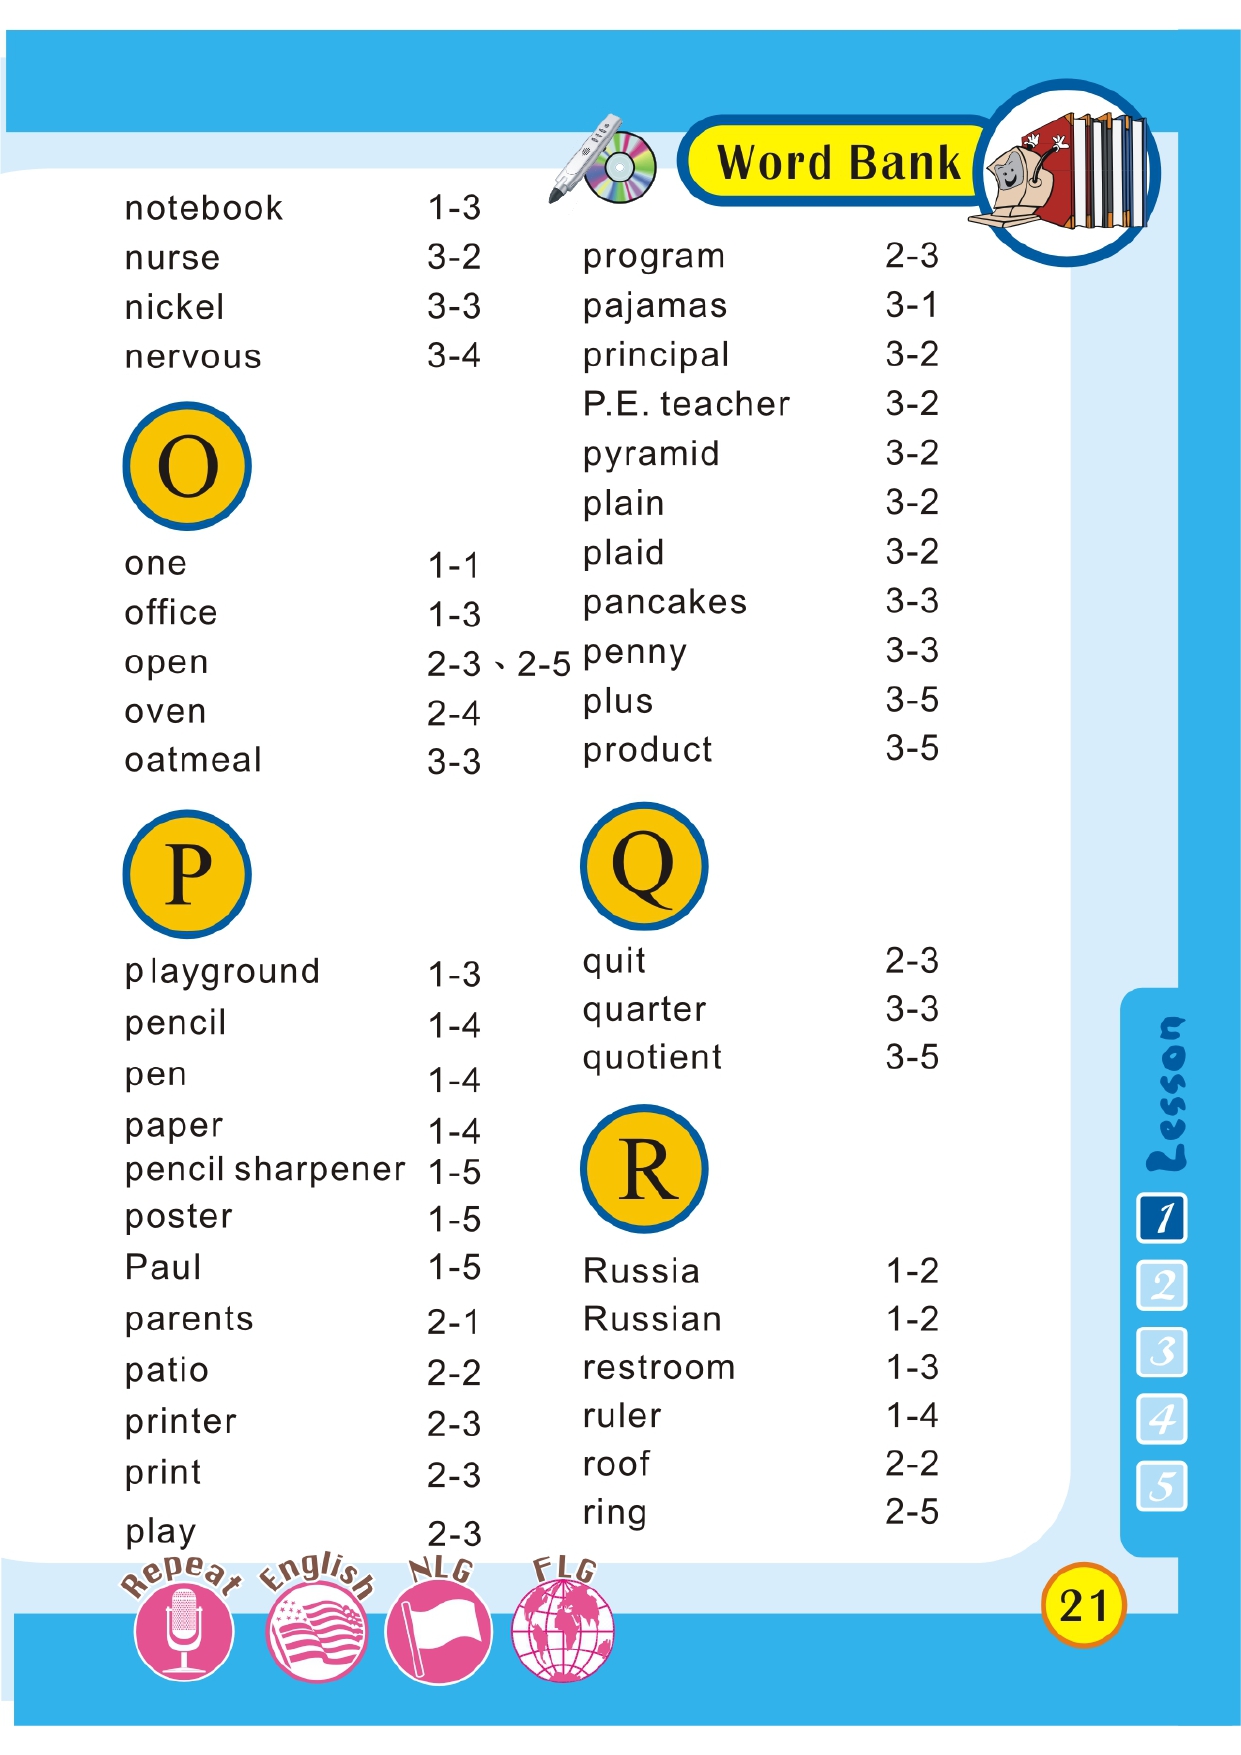 Word Bank
notebook 1-3
nurse 3-2
nickel 3-3
nervous 3-4
O
one 1-1
office 1-3
open 2-3、2-5
oven 2-4
oatmeal 3-3
P
playground 1-3
pencil 1-4
pen 1-4
paper 1-4
pencil sharpener 1-5
poster 1-5
Paul 1-5
parents 2-1
patio 2-2
printer 2-3
print 2-3
play 2-3
program 2-3
pajamas 3-1
principal 3-2
P.E. teacher 3-2
pyramid 3-2
plain 3-2
plaid 3-2
pancakes 3-3
penny 3-3
plus 3-5
product 3-5
Q
quit 2-3
quarter 3-3
quotient 3-5
R
Russia 1-2
Russian 1-2
restroom 1-3
ruler 1-4
roof 2-2
ring 2-5
Lesson
1
2
3
4
5
Repeat English NLG FLG
21